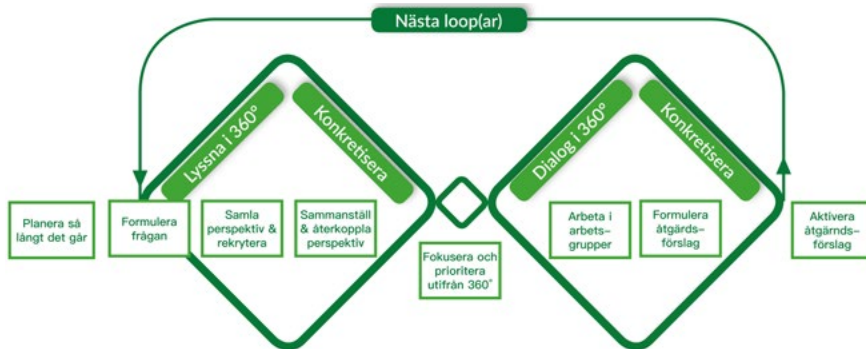 Nästa loop(ar)
Lyssna i 360°
Konkretisera
Dialog i 360°
Konkretisera
Planera så
långt det går
Formulera
frågan
Samla
perspektiv &
rekrytera
Sammanställ
& återkoppla
perspektiv
Fokusera och
prioritera
utifrån 360°
Arbeta i
arbets-
grupper
Formulera
åtgärds-
förslag
Aktivera
åtgärnds-
förslag